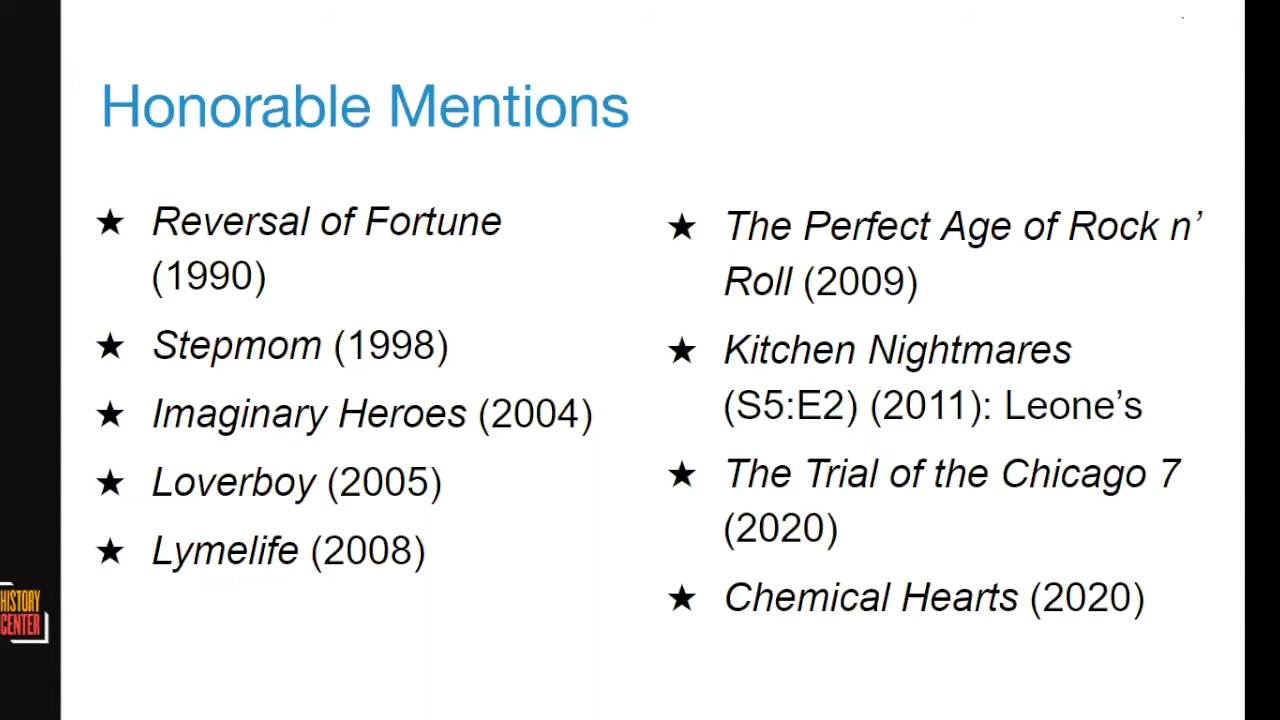 Honorable Mentions
★ Reversal of Fortune
(1990)
★ Stepmom (1998)
★ Imaginary Heroes (2004)
★ Loverboy (2005)
★ Lymelife (2008)
★ The Perfect Age of Rock n’
Roll (2009)
★ Kitchen Nightmares
(S5:E2) (2011): Leone’s
★ The Trial of the Chicago 7
(2020)
★ Chemical Hearts (2020)
HISTORY
CENTER